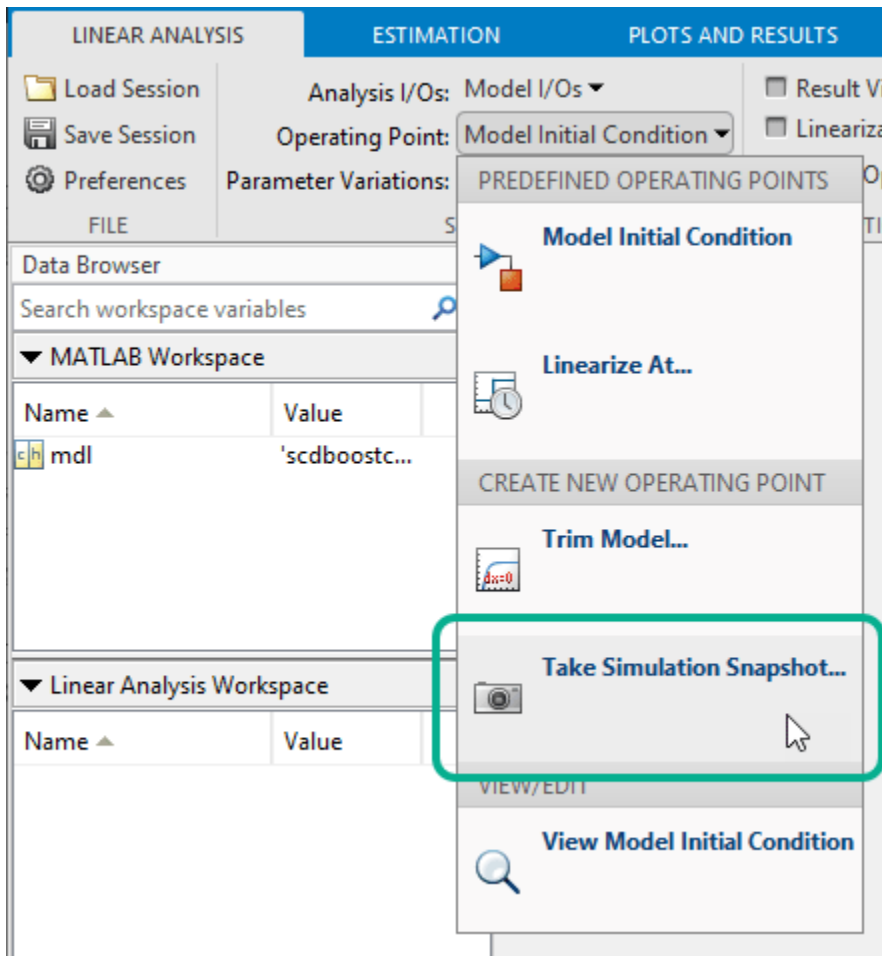 LINEAR ANALYSIS ESTIMATION PLOTS AND RESULTS
Load Session Analysis I/Os: Model I/Os
Save Session Operating Point: Model Initial Condition
Preferences Parameter Variations:
FILE
Data Browser
Search workspace variables
MATLAB Workspace
Name Value
mdl 'scdboostc...
Linear Analysis Workspace
Name Value
Result
PREDEFINED OPERATING POINTS
Model Initial Condition
Linearize At...
CREATE NEW OPERATING POINT
Trim Model...
dx=0
Take Simulation Snapshot...
VIEW/EDIT
View Model Initial Condition